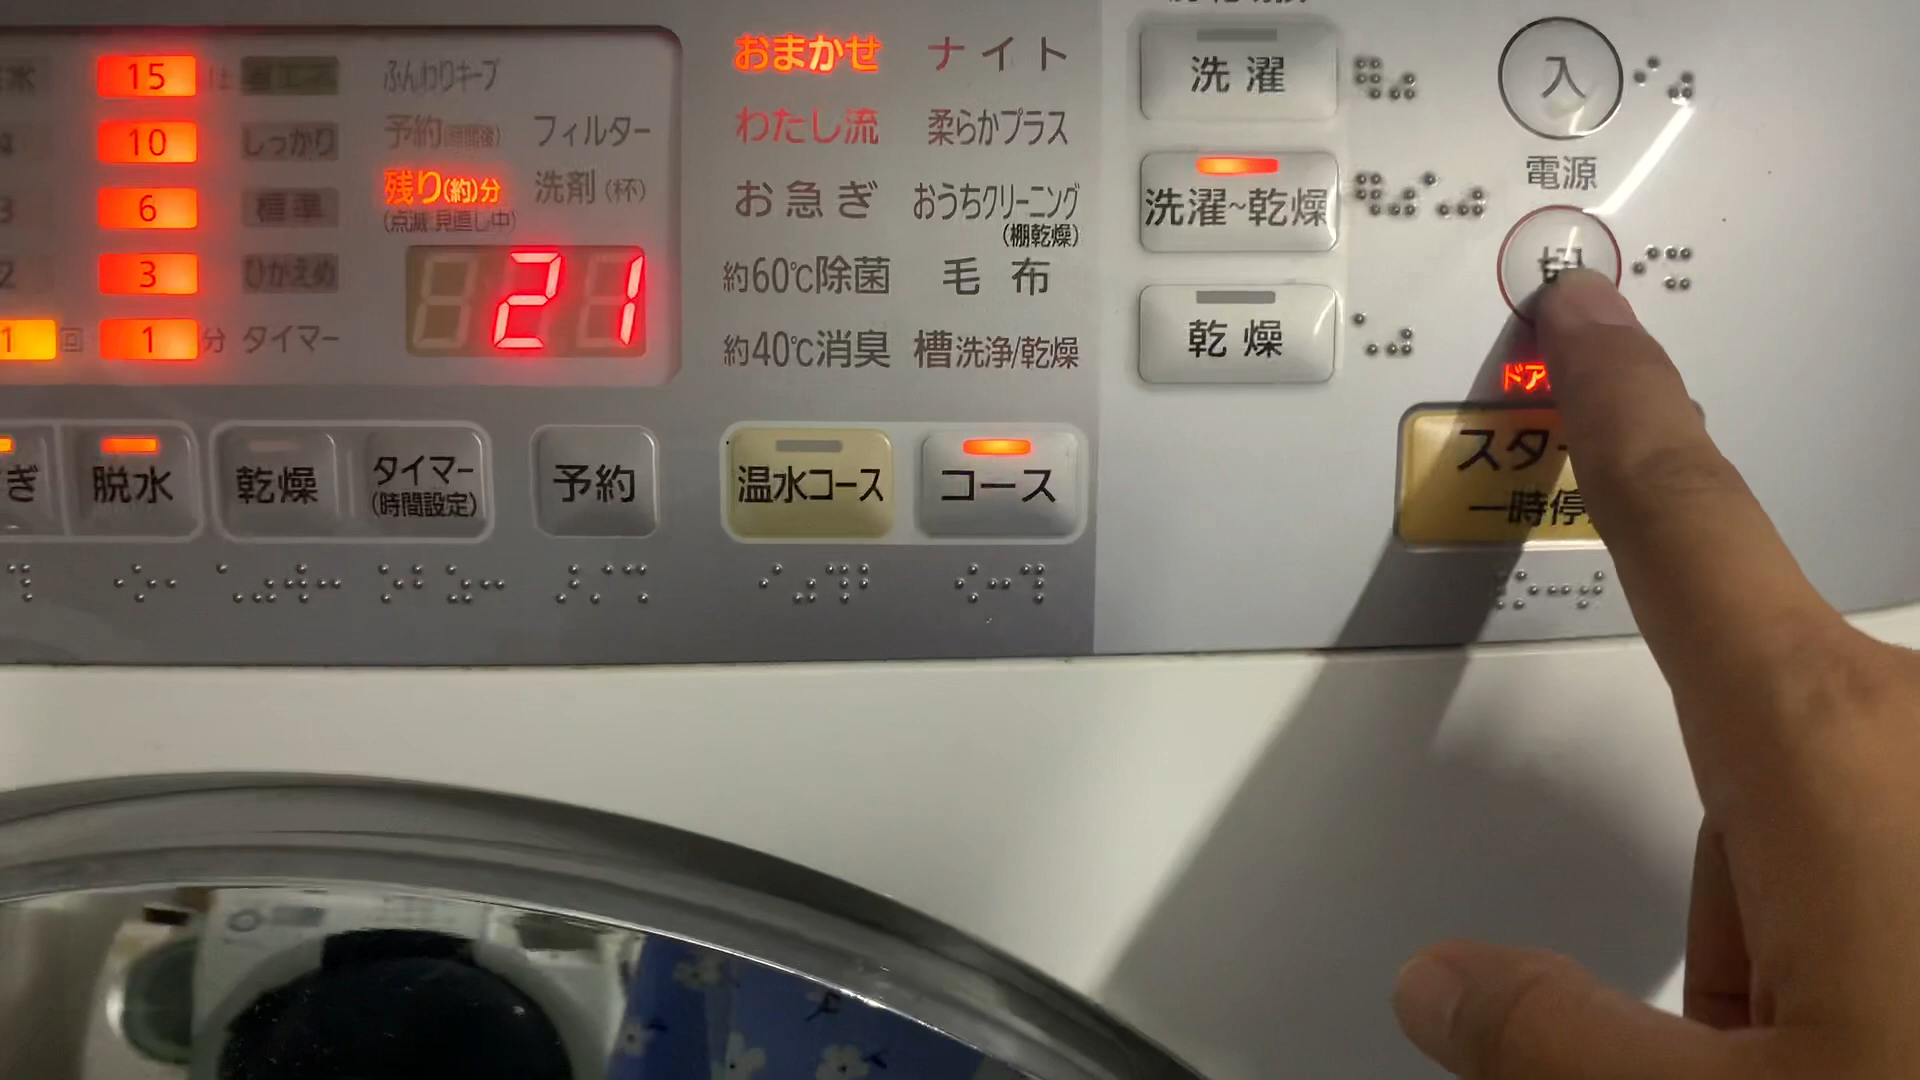 水
15
は
省エネ
ふんわりキープ
おまかせ
ナイト
洗濯
入
10
しっかり
予約(時間後)
フィルター
わたし流
柔らかプラス
電源
3
6
標準
残り(約)分
(点滅:見直し中)
洗剤(杯)
お急ぎ
おうちクリーニング
(棚乾燥)
洗濯~乾燥
2
3
ひかえめ
21
約60℃除菌
毛布
1
回
1
分
タイマー
約40℃消臭
槽洗浄/乾燥
乾燥
ドア
ぎ
脱水
乾燥
タイマー
(時間設定)
予約
温水コース
コース
スター
一時停